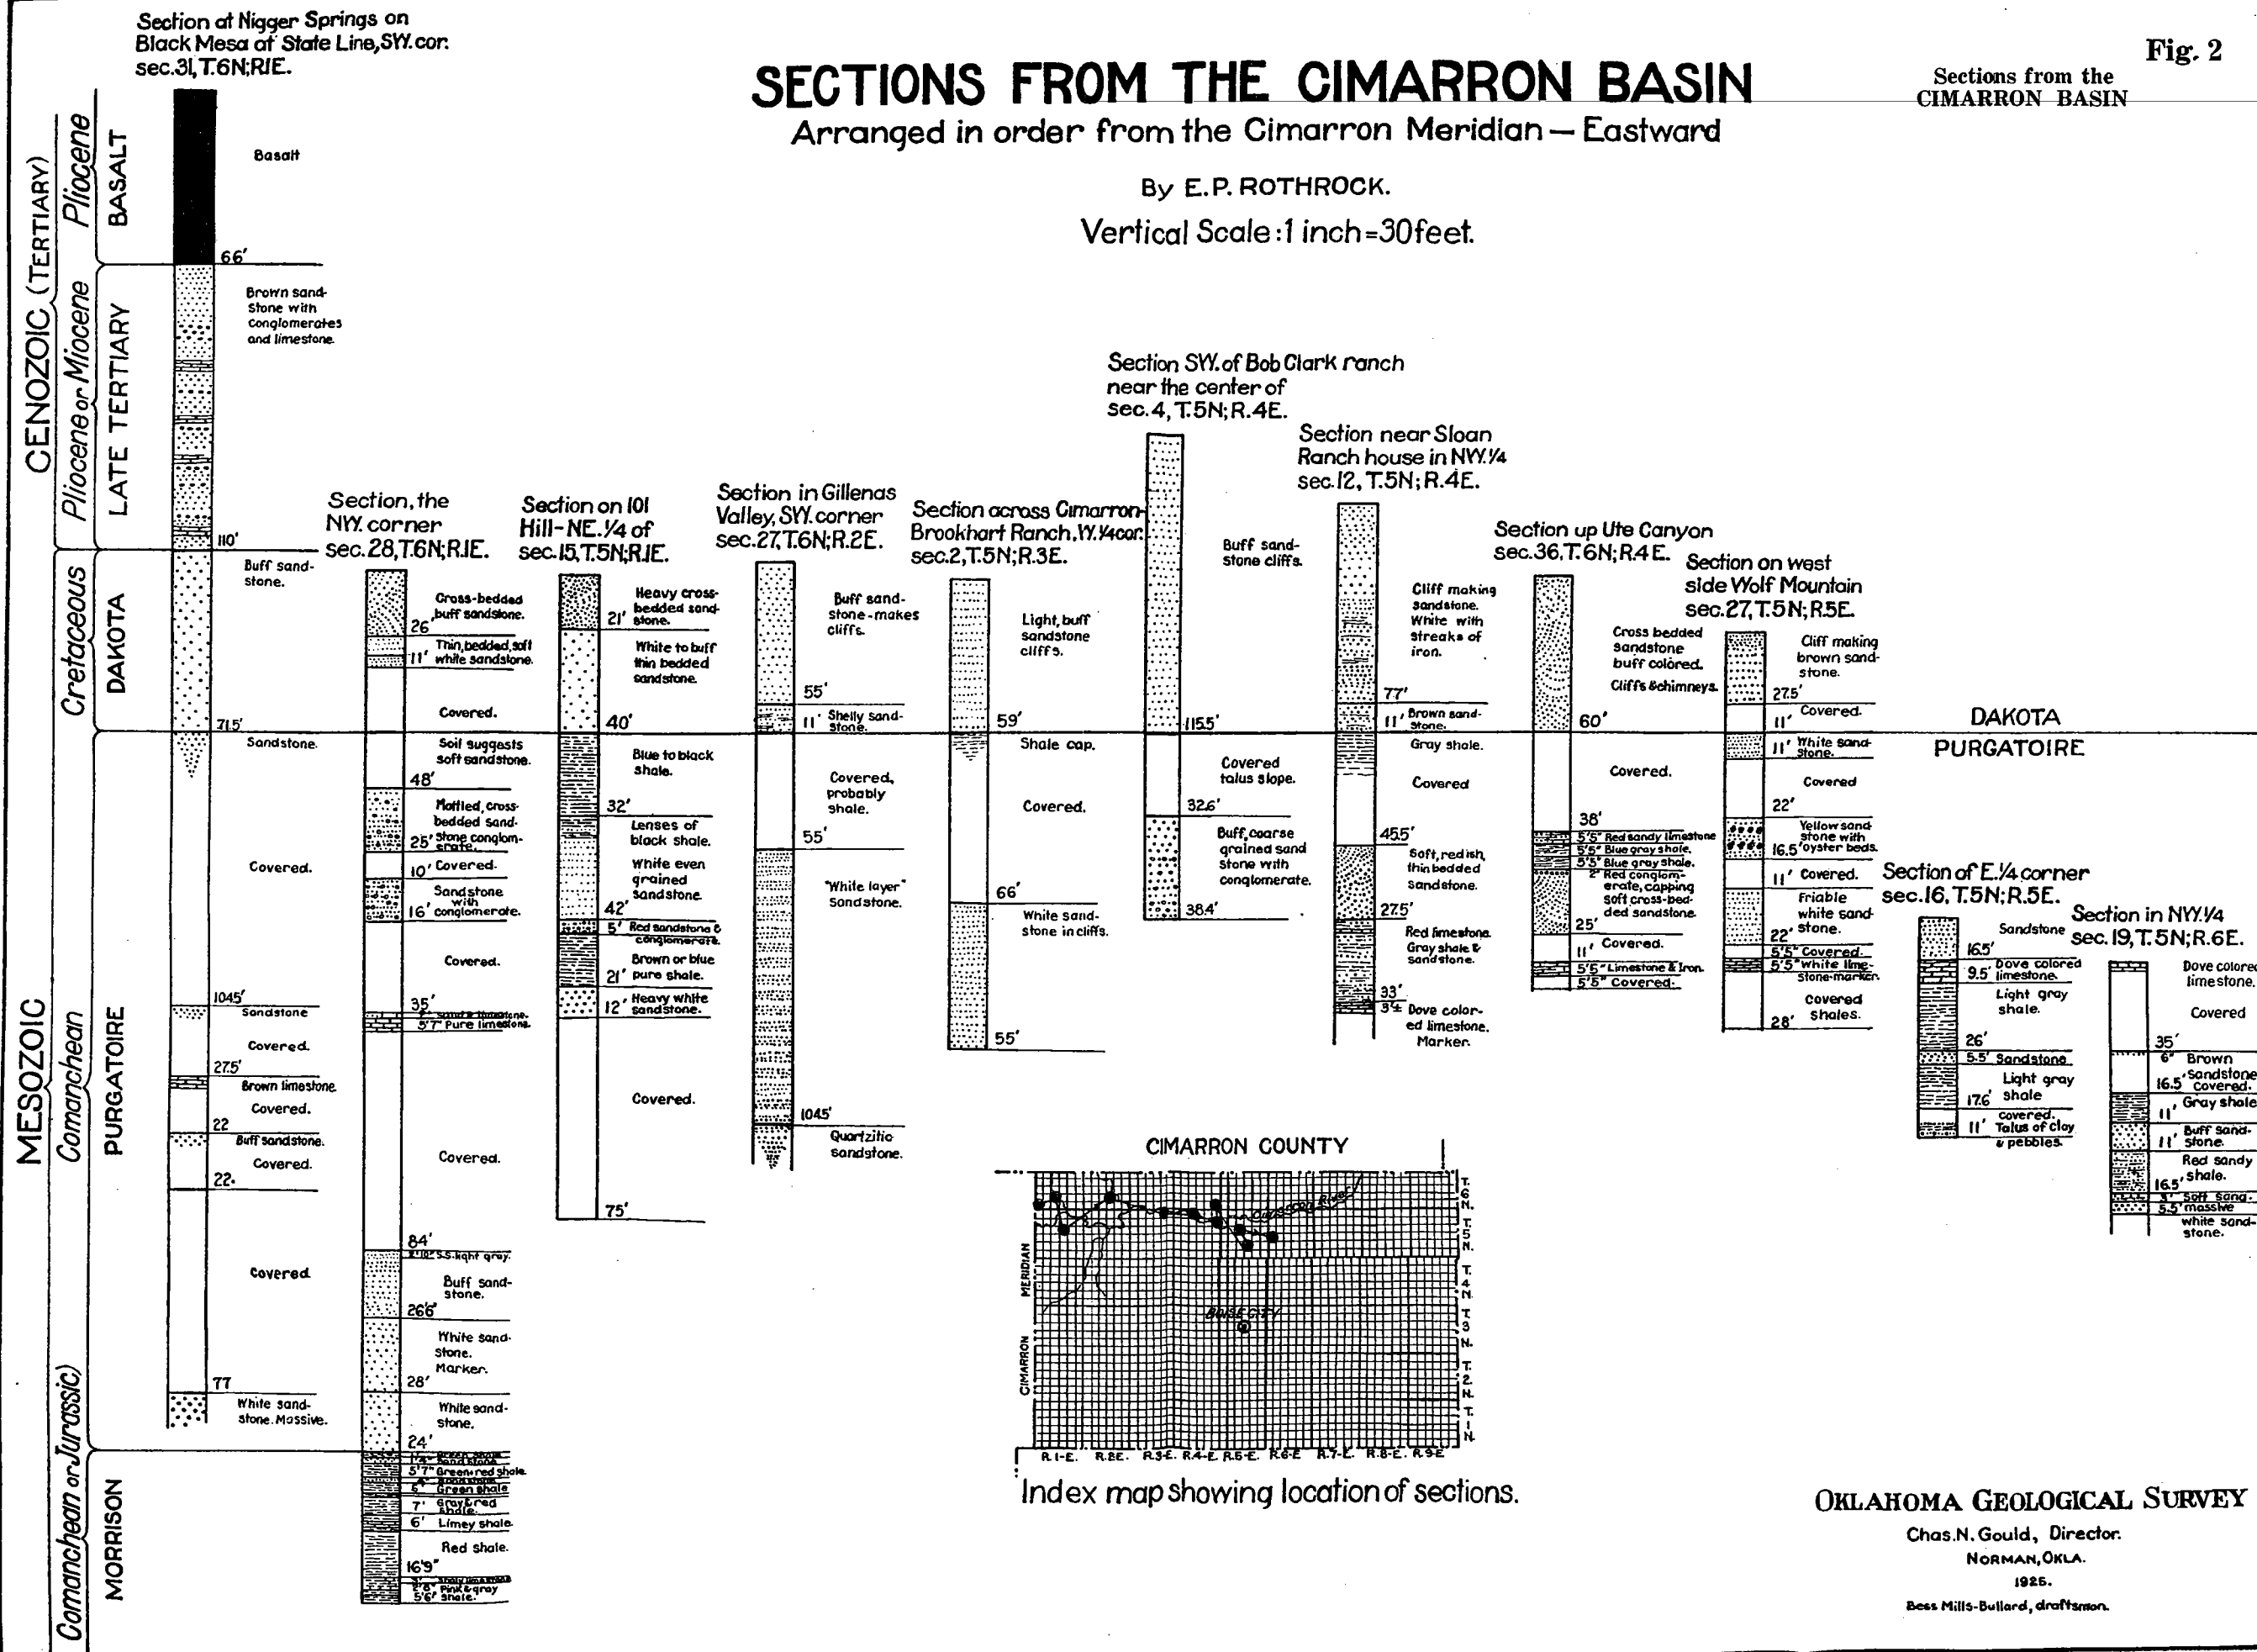 Section at Nigger Springs on
Black Mesa at State Line, SW. cor.
sec. 31, T.6N; R1E.
SECTIONS FROM THE CIMARRON BASIN
Arranged in order from the Cimarron Meridian — Eastward
By E. P. ROTHROCK.
Vertical Scale: 1 inch = 30 feet.
Fig. 2
Sections from the
CIMARRON BASIN
CENOZOIC (TERTIARY)
Pliocene
BASALT
Pliocene or Miocene
LATE TERTIARY
MESOZOIC
Cretaceous
DAKOTA
Comanchean
PURGATOIRE
Comanchean or Jurassic)
MORRISON
Basalt
66'
Brown sand-
stone with
conglomerates
and limestone.
110'
Buff sand-
stone.
71.5'
Sandstone.
Covered.
104.5'
Sandstone
Covered.
27.5'
Brown limestone.
Covered.
22
Buff sandstone.
Covered.
22.
Covered
77
White sand-
stone. Massive.
Section, the
NW. corner
sec. 28, T.6N; R.1E.
Cross-bedded
buff sandstone.
26'
Thin, bedded, soft
11' white sandstone.
Covered.
Soil suggests
soft sandstone.
48'
Mottled, cross-
bedded sand-
25' stone conglom-
erate.
10' Covered.
Sandstone
with
16' conglomerate.
Covered.
35'
5'7" Pure limestone.
Covered.
84'
2'10" S.S. light gray.
Buff sand-
stone.
26'6"
White sand-
stone.
Marker.
28'
White sand-
stone.
24'
5'7" Green & red shale.
Green shale
7' Gray & red
shale.
6' Limey shale.
Red shale.
16'9"
2'8" Pink & gray
5'6" shale.
Section on 101
Hill - NE. 1/4 of
sec. 15, T.5N; R.1E.
Heavy cross-
bedded sand-
21' stone.
White to buff
thin bedded
sandstone.
40'
Blue to black
shale.
32'
Lenses of
black shale.
White even
grained
sandstone.
42'
5' Red sandstone &
conglomerate.
Brown or blue
21' pure shale.
12' Heavy white
sandstone.
Covered.
75'
Section in Gillenas
Valley, SW. corner
sec. 27, T.6N; R.2E.
Buff sand-
stone - makes
cliffs.
55'
11' Shelly sand-
stone.
Covered,
probably
shale.
55'
"White layer"
Sandstone.
104.5'
Quartzitic
sandstone.
Section across Cimarron
Brookhart Ranch, W. 1/4 cor.
sec. 2, T.5N; R.3E.
Light, buff
sandstone
cliffs.
59'
Shale cap.
Covered.
66'
White sand-
stone in cliffs.
55'
Section SW. of Bob Clark ranch
near the center of
sec. 4, T.5N; R.4E.
Buff sand-
stone cliffs.
115.5'
Covered
talus slope.
32.6'
Buff, coarse
grained sand
stone with
conglomerate.
38.4'
Section near Sloan
Ranch house in NW. 1/4
sec. 12, T.5N; R.4E.
Cliff making
sandstone.
White with
streaks of
iron.
77'
11' Brown sand-
stone.
Gray shale.
Covered
45.5'
Soft, redish,
thin bedded
sandstone.
27.5'
Red limestone.
Gray shale &
sandstone.
33'
Dove color-
ed limestone.
Marker.
Section up Ute Canyon
sec. 36, T.6N; R.4E.
Cross bedded
sandstone
buff colored.
Cliffs & chimneys.
60'
Covered.
38'
5'5" Red sandy limestone
5'5" Blue gray shale.
5'5" Blue gray shale.
2" Red conglom-
erate, capping
soft cross-bed-
ded sandstone.
25'
11' Covered.
5'5" Limestone & Iron.
5'5" Covered.
Section on west
side Wolf Mountain
sec. 27, T.5N; R.5E.
Cliff making
brown sand-
stone.
27.5'
11' Covered.
11' White sand-
stone.
Covered
22'
Yellow sand
stone with
16.5' oyster beds.
11' Covered.
Friable
white sand-
22' stone.
5'5" Covered.
5'5" White lime-
stone - marker.
Covered
shales.
28'
DAKOTA
PURGATOIRE
Section of E. 1/4 corner
sec. 16, T.5N; R.5E.
Sandstone
16.5'
Dove colored
9.5' limestone.
Light gray
shale.
26'
5.5' Sandstone
Light gray
shale
17.6'
covered.
11' Talus of clay
& pebbles.
Section in NW. 1/4
sec. 19, T.5N; R.6E.
Dove colored
limestone.
Covered
35'
6" Brown
Sandstone
16.5' covered.
Gray shale
11'
Buff sand-
11' stone.
Red sandy
shale.
16.5'
3' Soft sand-
5.5' massive
white sand-
stone.
CIMARRON COUNTY
Cimarron River
BOISE CITY
CIMARRON MERIDIAN
T. 6 N.
T. 5 N.
T. 4 N.
T. 3 N.
T. 2 N.
T. 1 N.
R.1-E. R.2E. R.3-E. R.4-E. R.5-E. R.6-E R.7-E. R.8-E. R.9-E
Index map showing location of sections.
OKLAHOMA GEOLOGICAL SURVEY
Chas. N. Gould, Director.
NORMAN, OKLA.
1925.
Bess Mills-Bullard, draftsman.